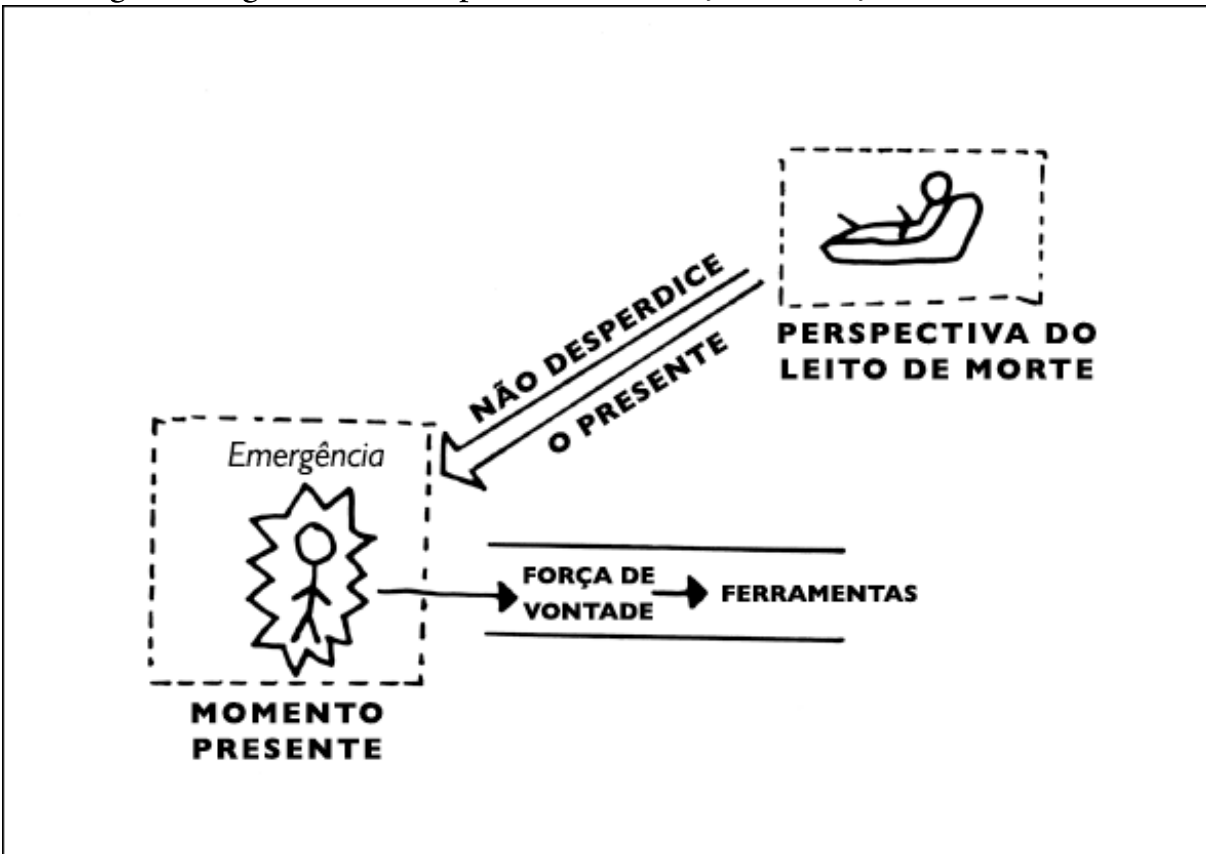 NÃO DESPERDICE
O PRESENTE
PERSPECTIVA DO
LEITO DE MORTE
Emergência
FORÇA DE
VONTADE
FERRAMENTAS
MOMENTO
PRESENTE